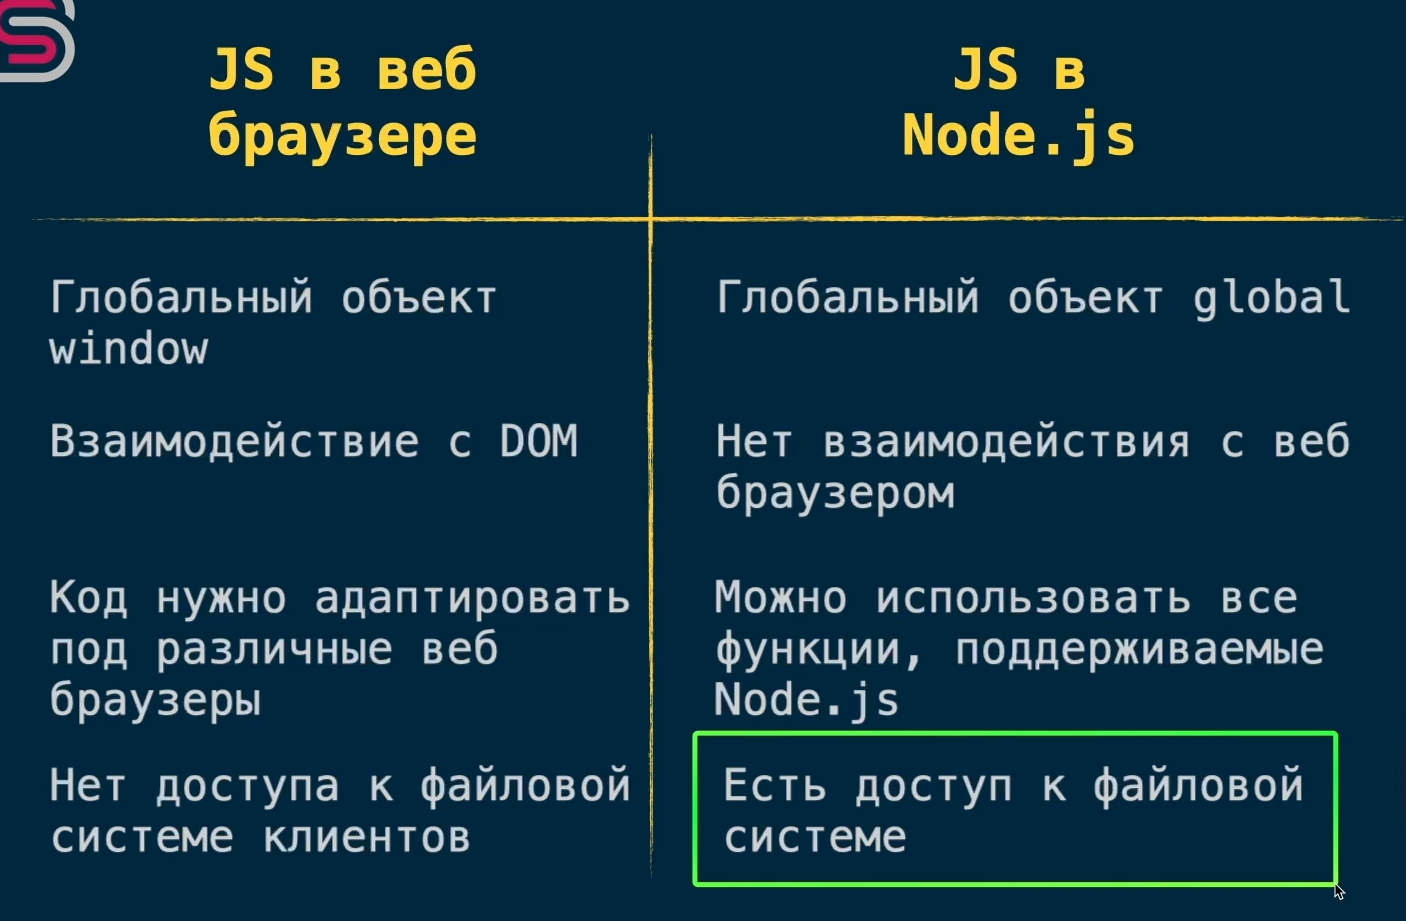 JS в веб
браузере
JS в
Node.js
Глобальный объект
window
Глобальный объект global
Взаимодействие с DOM
Нет взаимодействия с веб
браузером
Код нужно адаптировать
под различные веб
браузеры
Можно использовать все
функции, поддерживаемые
Node.js
Нет доступа к файловой
системе клиентов
Есть доступ к файловой
системе